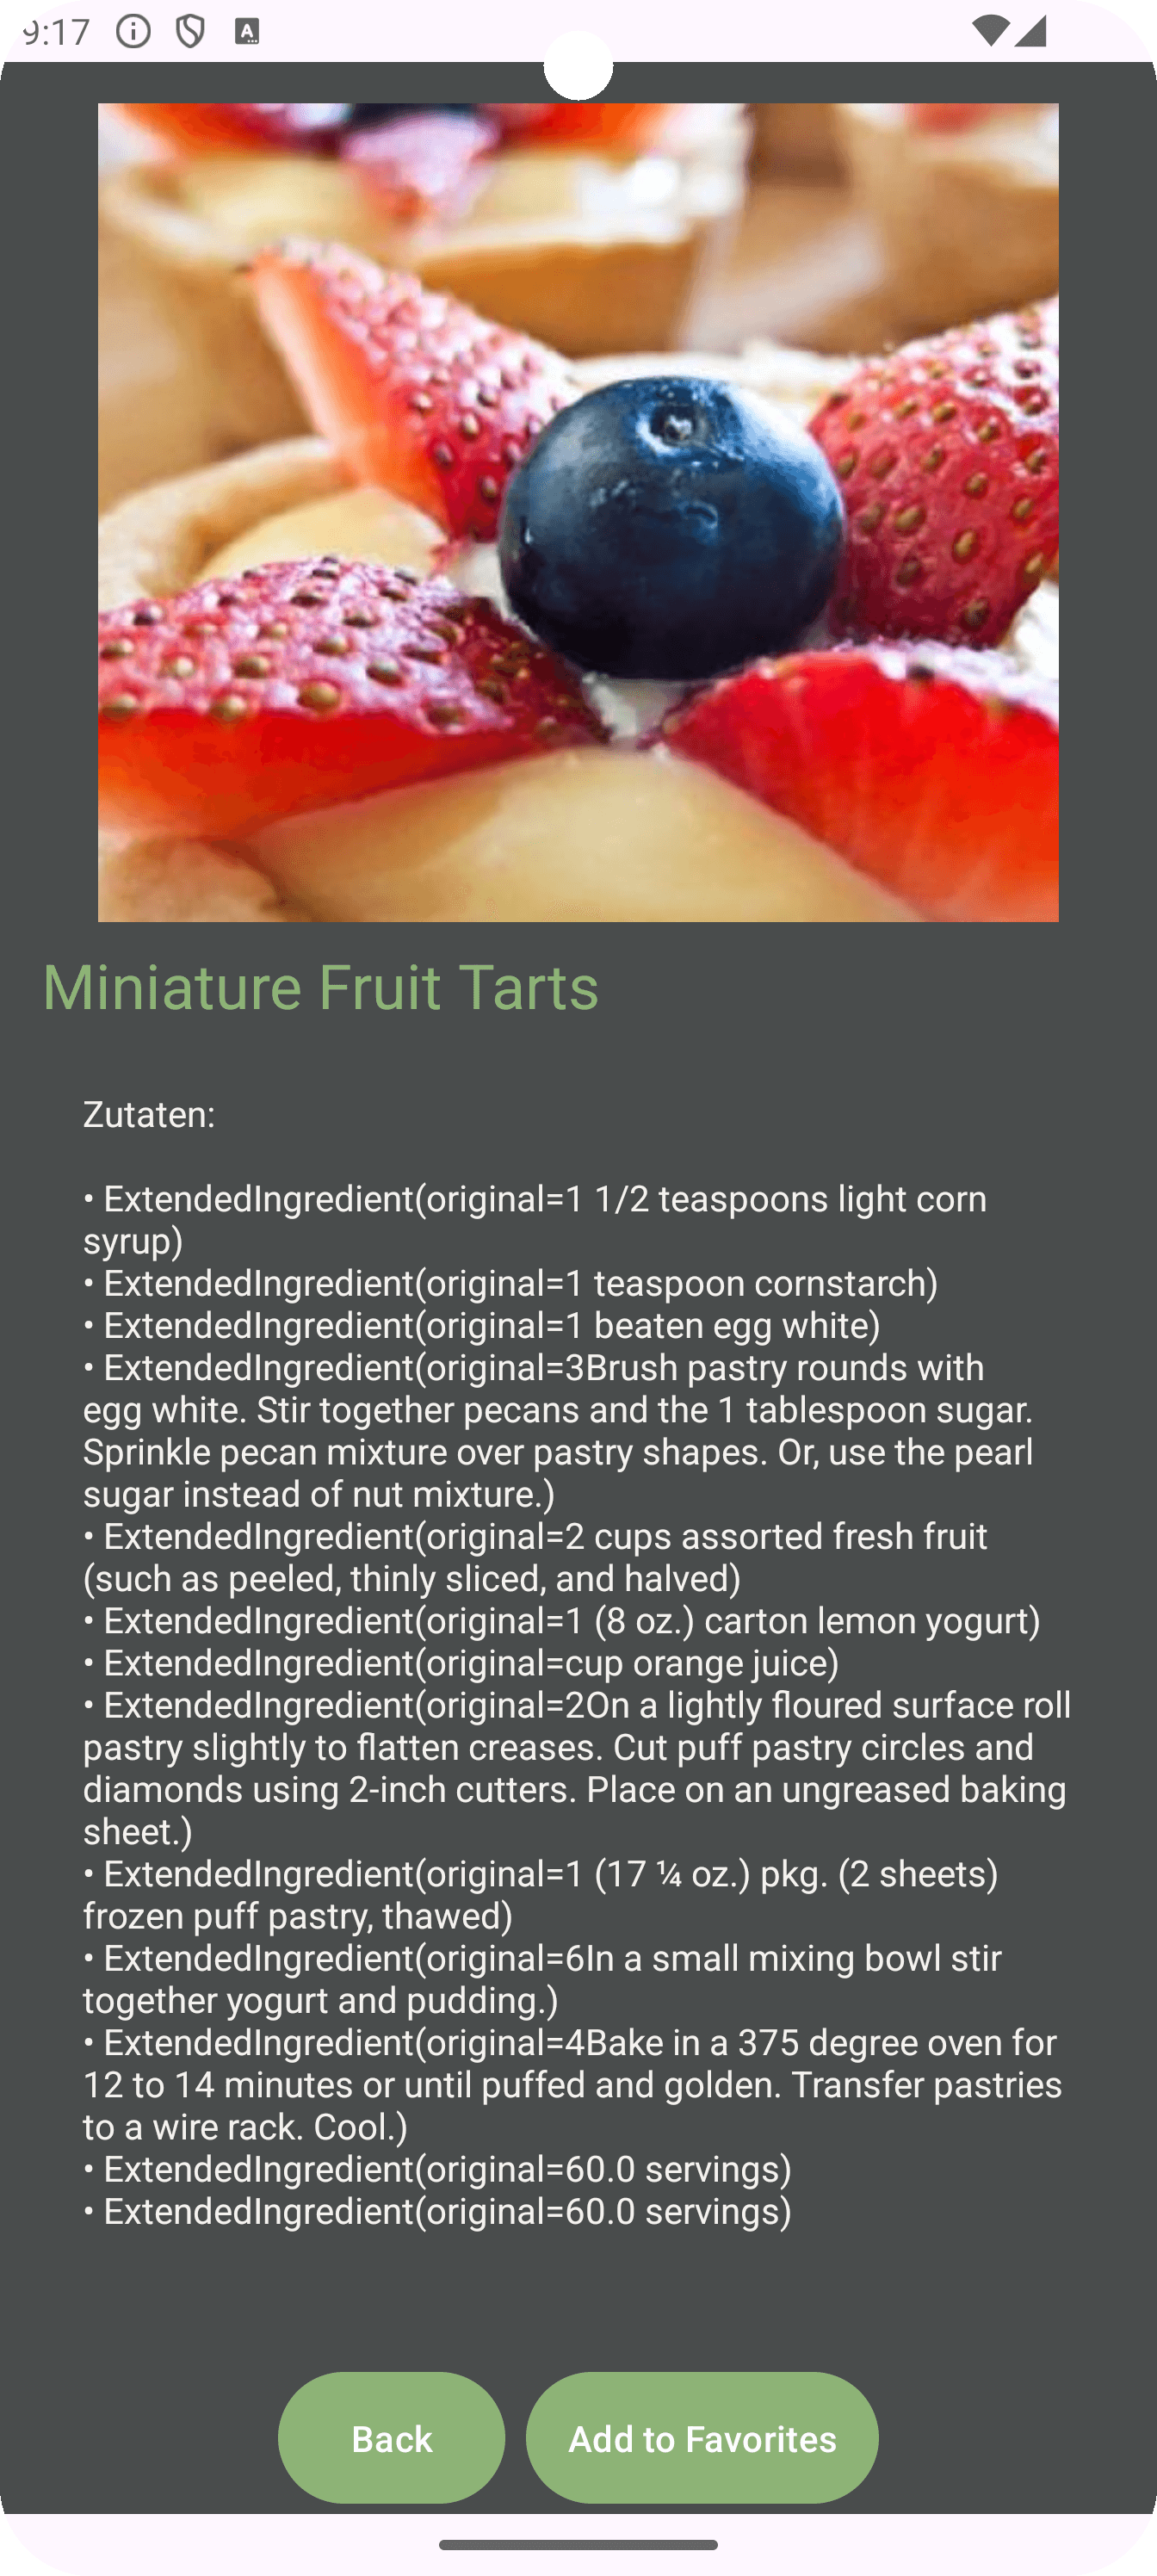 9:17
Miniature Fruit Tarts
Zutaten:
• ExtendedIngredient(original=1 1/2 teaspoons light corn
syrup)
• ExtendedIngredient(original=1 teaspoon cornstarch)
• ExtendedIngredient(original=1 beaten egg white)
• ExtendedIngredient(original=3Brush pastry rounds with
egg white. Stir together pecans and the 1 tablespoon sugar.
Sprinkle pecan mixture over pastry shapes. Or, use the pearl
sugar instead of nut mixture.)
• ExtendedIngredient(original=2 cups assorted fresh fruit
(such as peeled, thinly sliced, and halved)
• ExtendedIngredient(original=1 (8 oz.) carton lemon yogurt)
• ExtendedIngredient(original=cup orange juice)
• ExtendedIngredient(original=2On a lightly floured surface roll
pastry slightly to flatten creases. Cut puff pastry circles and
diamonds using 2-inch cutters. Place on an ungreased baking
sheet.)
• ExtendedIngredient(original=1 (17 ¼ oz.) pkg. (2 sheets)
frozen puff pastry, thawed)
• ExtendedIngredient(original=6In a small mixing bowl stir
together yogurt and pudding.)
• ExtendedIngredient(original=4Bake in a 375 degree oven for
12 to 14 minutes or until puffed and golden. Transfer pastries
to a wire rack. Cool.)
• ExtendedIngredient(original=60.0 servings)
• ExtendedIngredient(original=60.0 servings)
Back
Add to Favorites